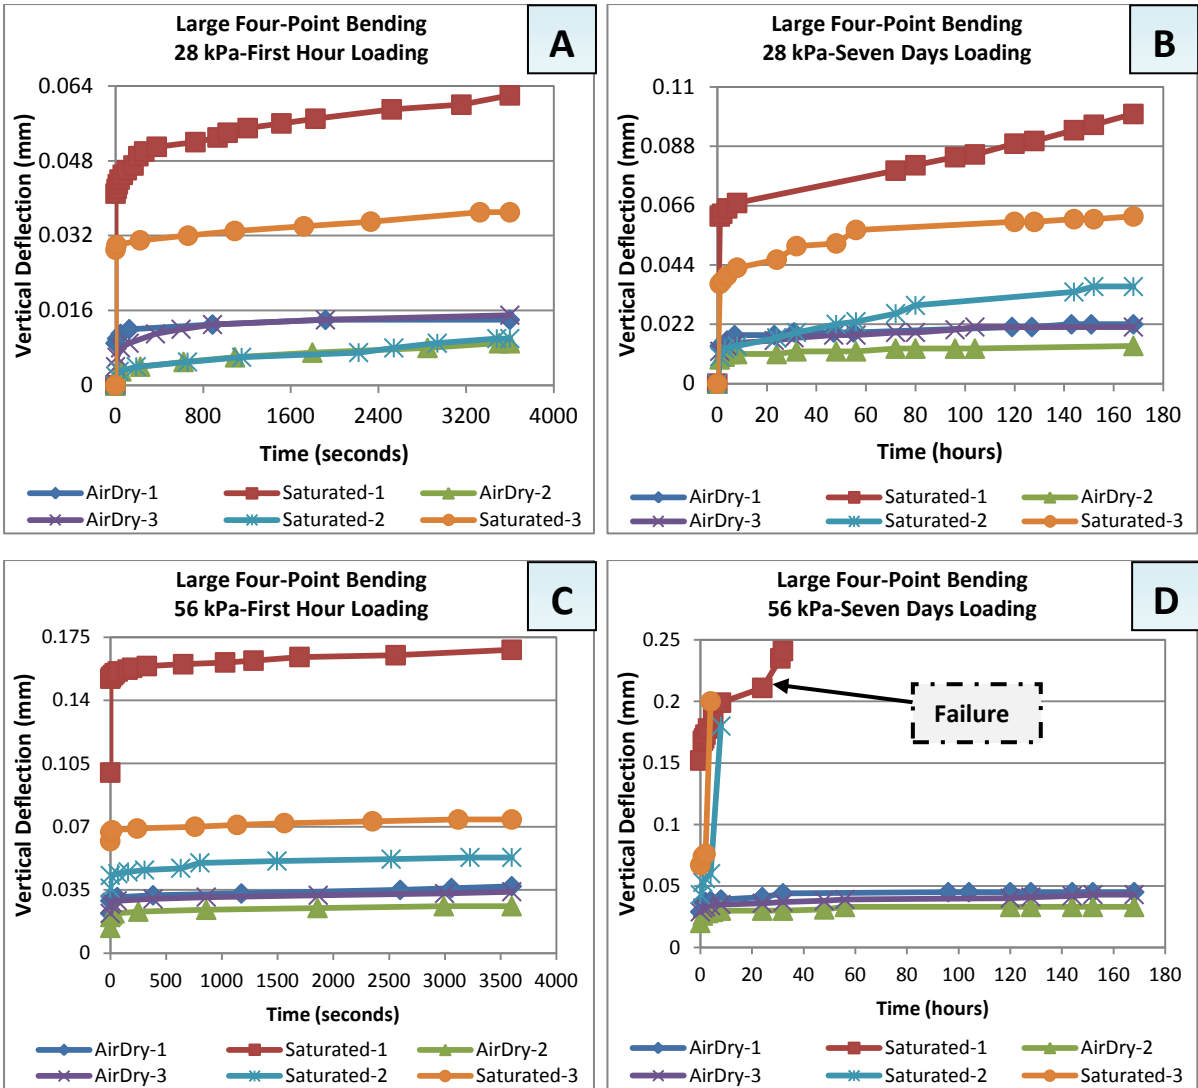 Large Four-Point Bending
28 kPa-First Hour Loading
A
Vertical Deflection (mm)
0.064
0.048
0.032
0.016
0
0 800 1600 2400 3200 4000
Time (seconds)
AirDry-1 Saturated-1 AirDry-2
AirDry-3 Saturated-2 Saturated-3
Large Four-Point Bending
28 kPa-Seven Days Loading
B
Vertical Deflection (mm)
0.11
0.088
0.066
0.044
0.022
0
0 20 40 60 80 100 120 140 160 180
Time (hours)
AirDry-1 Saturated-1 AirDry-2
AirDry-3 Saturated-2 Saturated-3
Large Four-Point Bending
56 kPa-First Hour Loading
C
Vertical Deflection (mm)
0.175
0.14
0.105
0.07
0.035
0
0 500 1000 1500 2000 2500 3000 3500 4000
Time (seconds)
AirDry-1 Saturated-1 AirDry-2
AirDry-3 Saturated-2 Saturated-3
Large Four-Point Bending
56 kPa-Seven Days Loading
D
Vertical Deflection (mm)
0.25
0.2
0.15
0.1
0.05
0
Failure
0 20 40 60 80 100 120 140 160 180
Time (hours)
AirDry-1 Saturated-1 AirDry-2
AirDry-3 Saturated-2 Saturated-3